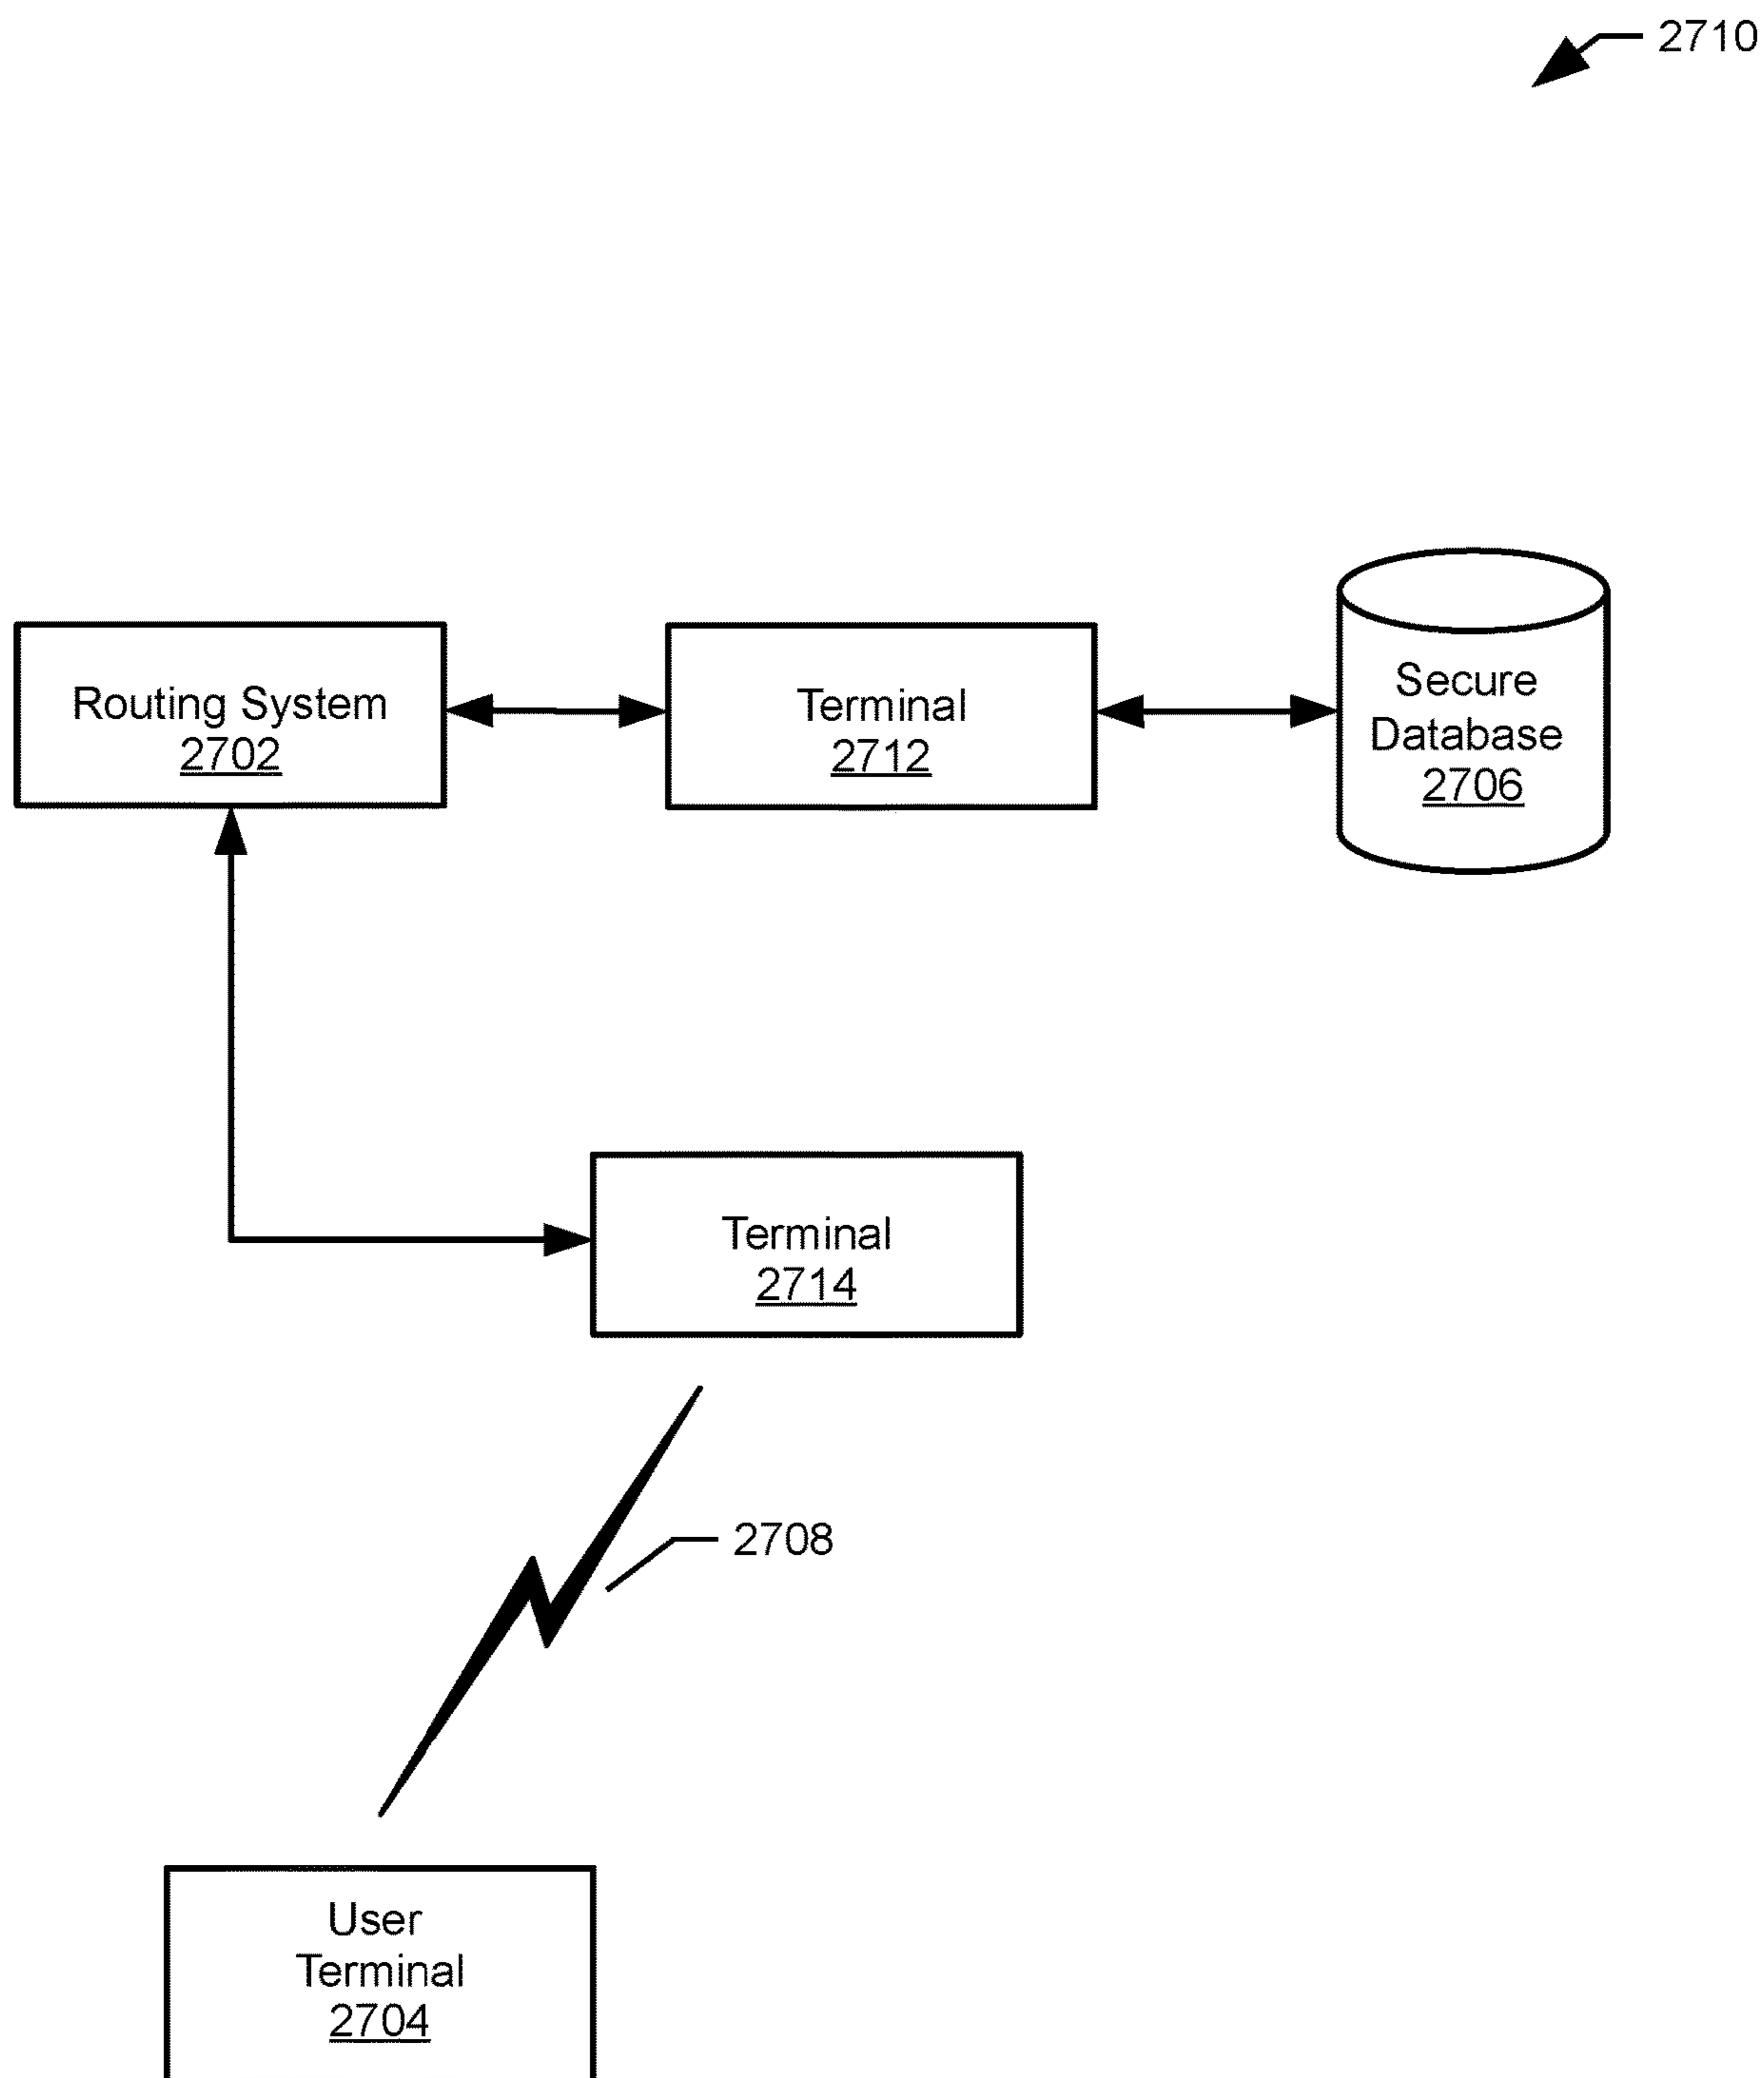 2710
Routing System
2702
Terminal
2712
Secure
Database
2706
Terminal
2714
2708
User
Terminal
2704